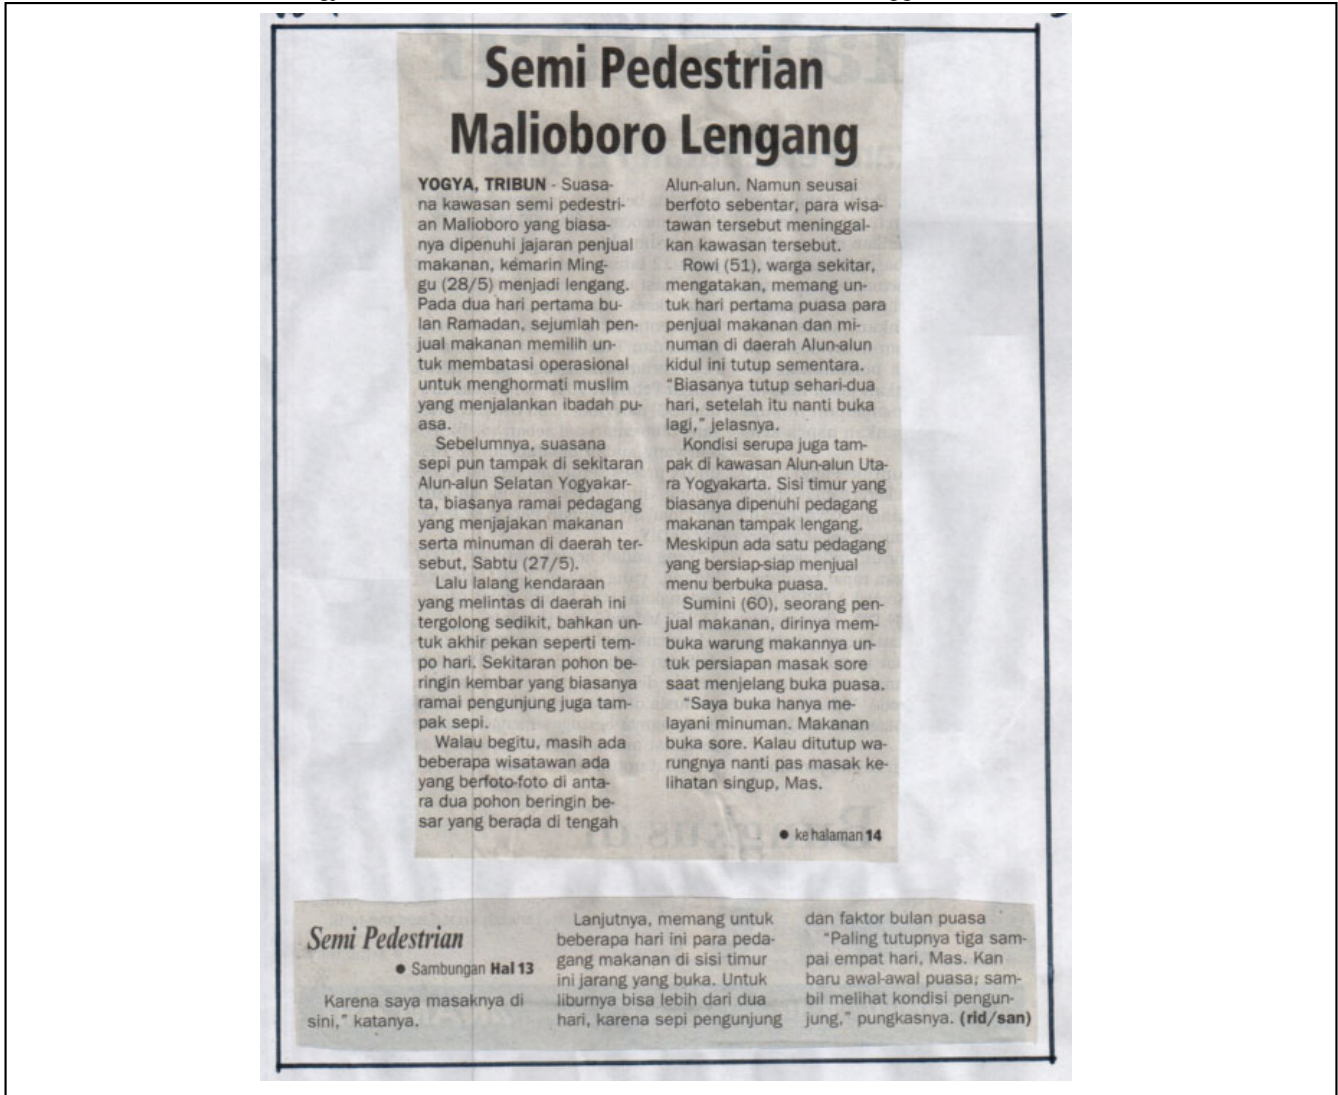 Semi Pedestrian
Malioboro Lengang
YOGYA, TRIBUN - Suasa-
na kawasan semi pedestri-
an Malioboro yang biasa-
nya dipenuhi jajaran penjual
makanan, kemarin Ming-
gu (28/5) menjadi lengang.
Pada dua hari pertama bu-
lan Ramadan, sejumlah pen-
jual makanan memilih un-
tuk membatasi operasional
untuk menghormati muslim
yang menjalankan ibadah pu-
asa.
Sebelumnya, suasana
sepi pun tampak di sekitaran
Alun-alun Selatan Yogyakar-
ta, biasanya ramai pedagang
yang menjajakan makanan
serta minuman di daerah ter-
sebut, Sabtu (27/5).
Lalu lalang kendaraan
yang melintas di daerah ini
tergolong sedikit, bahkan un-
tuk akhir pekan seperti tem-
po hari. Sekitaran pohon be-
ringin kembar yang biasanya
ramai pengunjung juga tam-
pak sepi.
Walau begitu, masih ada
beberapa wisatawan ada
yang berfoto-foto di anta-
ra dua pohon beringin be-
sar yang berada di tengah
Alun-alun. Namun seusai
berfoto sebentar, para wisa-
tawan tersebut meninggal-
kan kawasan tersebut.
Rowi (51), warga sekitar,
mengatakan, memang un-
tuk hari pertama puasa para
penjual makanan dan mi-
numan di daerah Alun-alun
kidul ini tutup sementara.
"Biasanya tutup sehari-dua
hari, setelah itu nanti buka
lagi," jelasnya.
Kondisi serupa juga tam-
pak di kawasan Alun-alun Uta-
ra Yogyakarta. Sisi timur yang
biasanya dipenuhi pedagang
makanan tampak lengang.
Meskipun ada satu pedagang
yang bersiap-siap menjual
menu berbuka puasa.
Sumini (60), seorang pen-
jual makanan, dirinya mem-
buka warung makannya un-
tuk persiapan masak sore
saat menjelang buka puasa.
"Saya buka hanya me-
layani minuman. Makanan
buka sore. Kalau ditutup wa-
rungnya nanti pas masak ke-
lihatan singup, Mas.
● ke halaman 14
Semi Pedestrian
● Sambungan Hal 13
Karena saya masaknya di
sini," katanya.
Lanjutnya, memang untuk
beberapa hari ini para peda-
gang makanan di sisi timur
ini jarang yang buka. Untuk
liburnya bisa lebih dari dua
hari, karena sepi pengunjung
dan faktor bulan puasa
"Paling tutupnya tiga sam-
pai empat hari, Mas. Kan
baru awal-awal puasa, sam-
bil melihat kondisi pengun-
jung," pungkasnya. (rid/san)